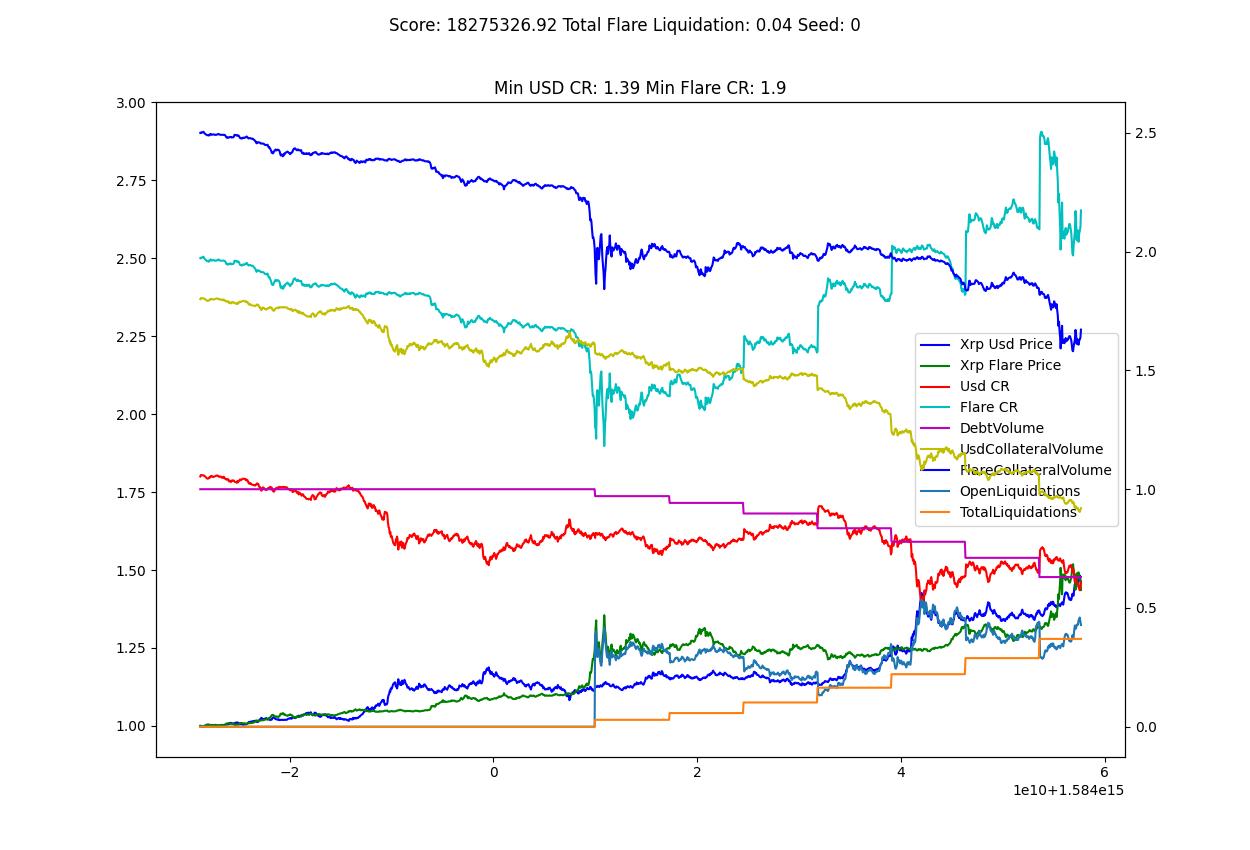 Score: 18275326.92 Total Flare Liquidation: 0.04 Seed: 0
Min USD CR: 1.39 Min Flare CR: 1.9
3.00
2.75
2.50
2.25
2.00
1.75
1.50
1.25
1.00
2.5
2.0
1.5
1.0
0.5
0.0
Xrp Usd Price
Xrp Flare Price
Usd CR
Flare CR
DebtVolume
UsdCollateralVolume
FlareCollateralVolume
OpenLiquidations
TotalLiquidations
−2 0 2 4 6
1e10+1.584e15